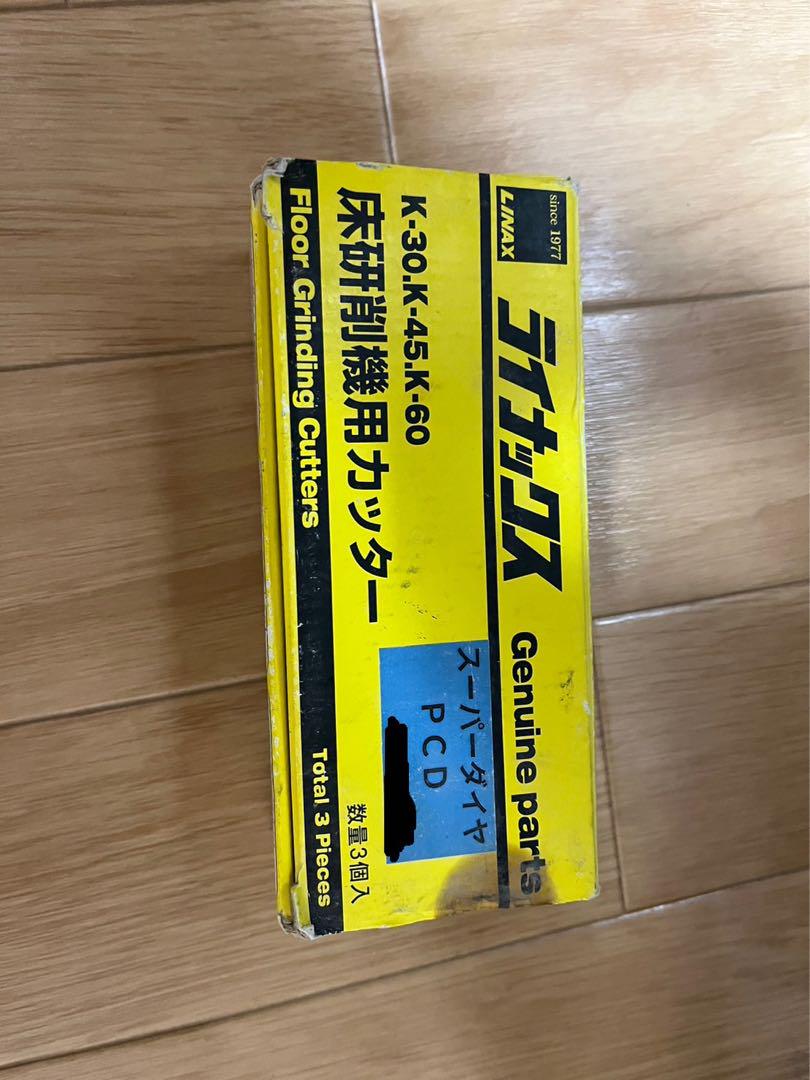 since 1977
LINAX
ライナックス Genuine parts
K-30.K-45.K-60
床研削機用カッター
スーパーダイヤ
PCD
数量3個入
Floor Grinding Cutters Total 3 Pieces